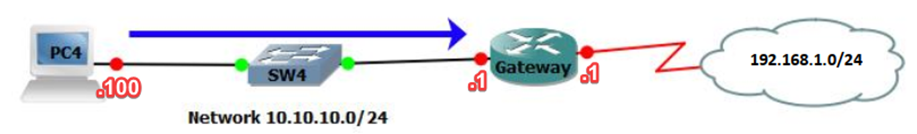 PC4
.100
SW4
.1
Gateway
.1
192.168.1.0/24
Network 10.10.10.0/24